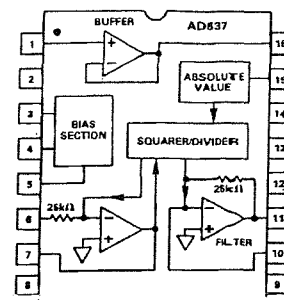 BUFFER
AD637
1
16
2
ABSOLUTE
VALUE
15
14
3
BIAS
SECTION
SQUARER/DIVIDER
13
4
5
25kΩ
12
6
25kΩ
11
7
FILTER
10
8
9